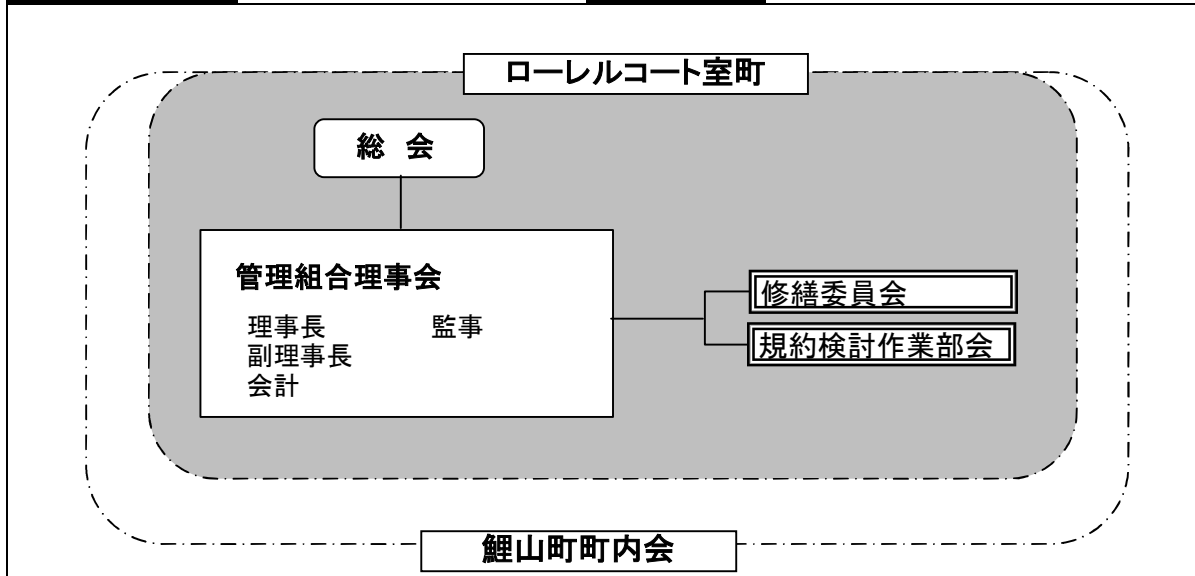 ローレルコート室町
総 会
管理組合理事会
理事長 監事
副理事長
会計
修繕委員会
規約検討作業部会
鯉山町町内会